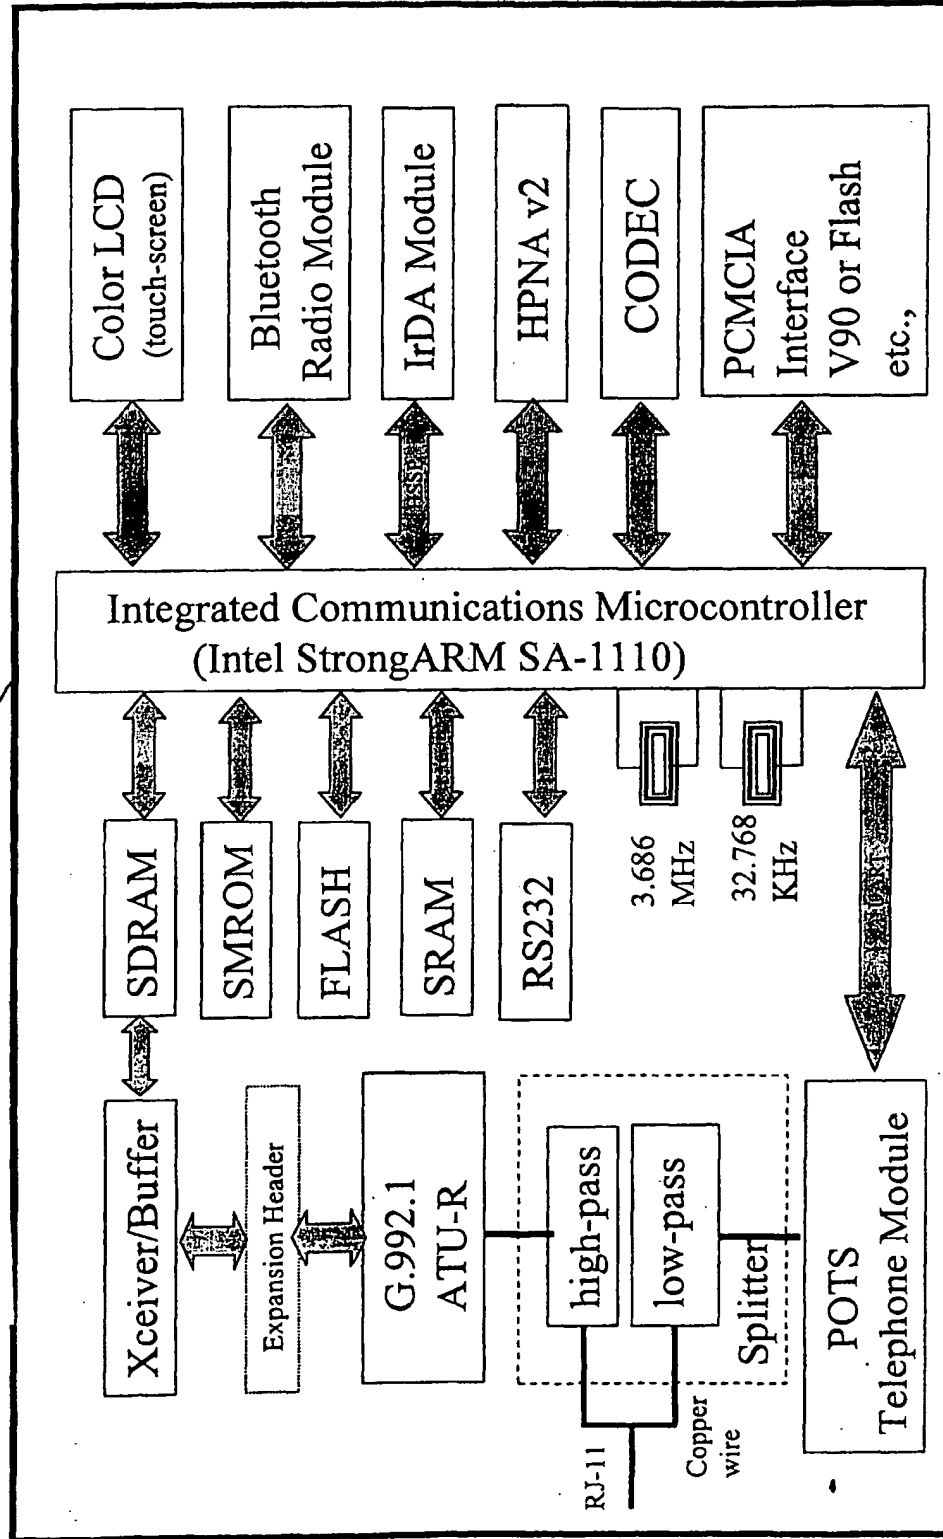 Color LCD
(touch-screen)
Bluetooth
Radio Module
IrDA Module
HPNA v2
CODEC
PCMCIA
Interface
V90 or Flash
etc.,
SSP
Integrated Communications Microcontroller
(Intel StrongARM SA-1110)
SDRAM
SMROM
FLASH
SRAM
RS232
3.686
MHz
32.768
KHz
UART
Xceiver/Buffer
Expansion Header
G.992.1
ATU-R
high-pass
low-pass
Splitter
RJ-11
Copper
wire
POTS
Telephone Module